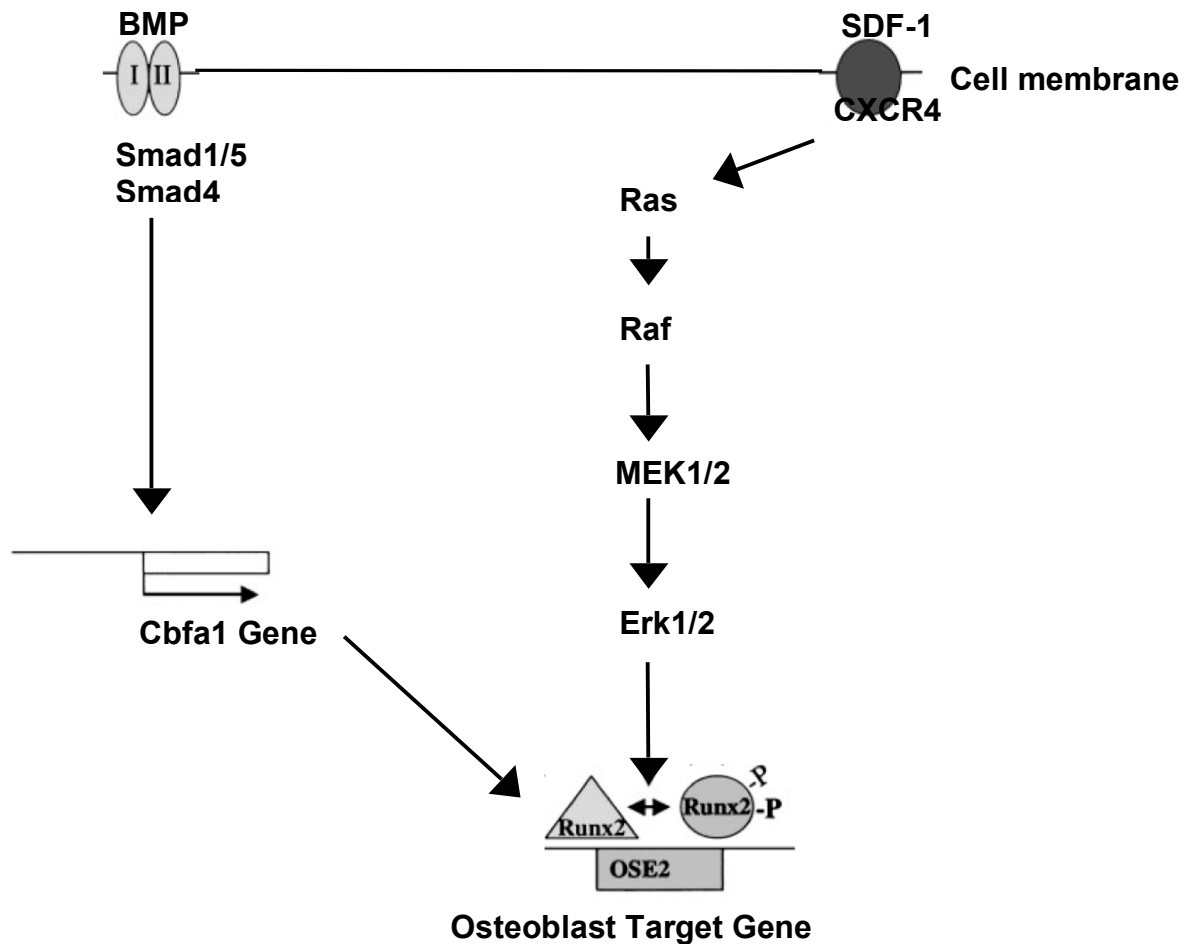 BMP
SDF-1
I II
Cell membrane
CXCR4
Smad1/5
Smad4
Ras
Raf
MEK1/2
Cbfa1 Gene
Erk1/2
-P
Runx2
Runx2 -P
OSE2
Osteoblast Target Gene